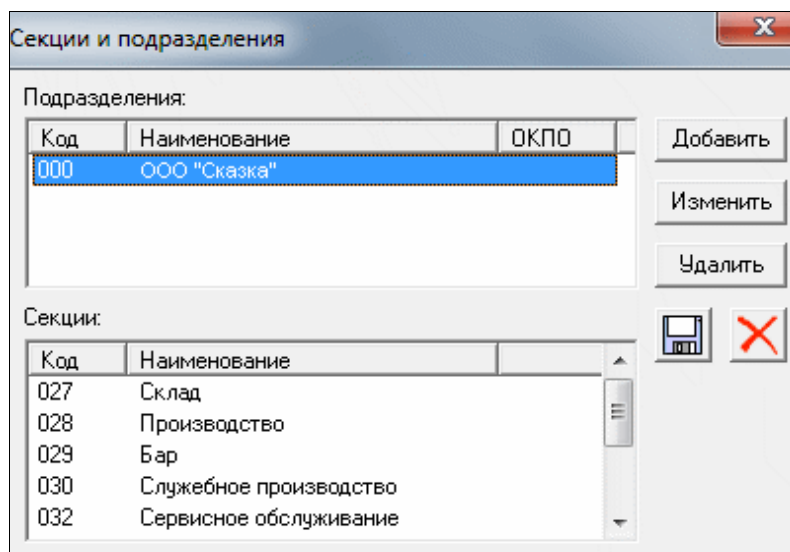 Секции и подразделения
Подразделения:
Код Наименование ОКПО
000 ООО "Сказка"
Добавить
Изменить
Удалить
Секции:
Код Наименование
027 Склад
028 Производство
029 Бар
030 Служебное производство
032 Сервисное обслуживание